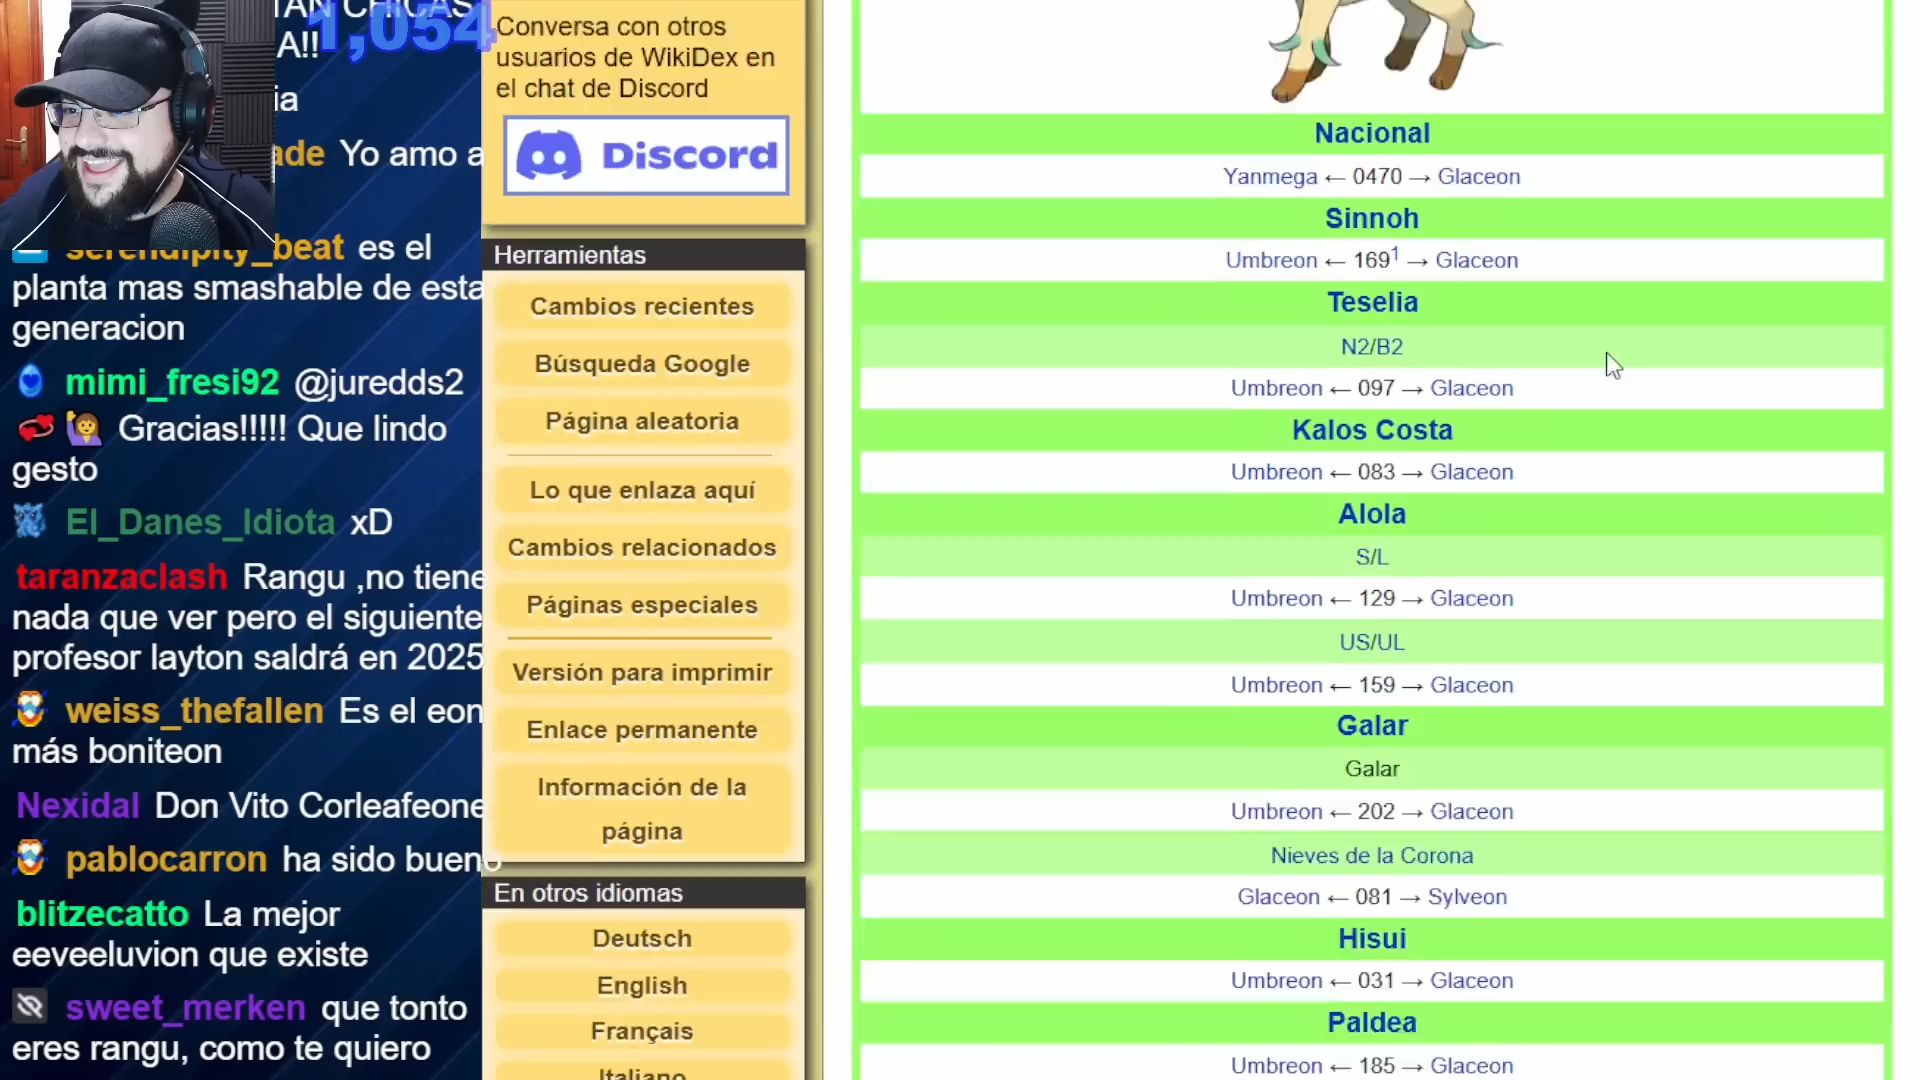 TAN CHICAS
A!!
1,054
ia
ade Yo amo a
serendipity_beat es el
planta mas smashable de esta
generacion
mimi_fresi92 @juredds2
Gracias!!!!! Que lindo
gesto
El_Danes_Idiota xD
taranzaclash Rangu ,no tiene
nada que ver pero el siguiente
profesor layton saldrá en 2025
weiss_thefallen Es el eon
más boniteon
Nexidal Don Vito Corleafeone
pablocarron ha sido bueno
blitzecatto La mejor
eeveeluvion que existe
sweet_merken que tonto
eres rangu, como te quiero
Conversa con otros
usuarios de WikiDex en
el chat de Discord
Discord
Herramientas
Cambios recientes
Búsqueda Google
Página aleatoria
Lo que enlaza aquí
Cambios relacionados
Páginas especiales
Versión para imprimir
Enlace permanente
Información de la
página
En otros idiomas
Deutsch
English
Français
Italiano
Nacional
Yanmega ← 0470 → Glaceon
Sinnoh
Umbreon ← 169¹ → Glaceon
Teselia
N2/B2
Umbreon ← 097 → Glaceon
Kalos Costa
Umbreon ← 083 → Glaceon
Alola
S/L
Umbreon ← 129 → Glaceon
US/UL
Umbreon ← 159 → Glaceon
Galar
Galar
Umbreon ← 202 → Glaceon
Nieves de la Corona
Glaceon ← 081 → Sylveon
Hisui
Umbreon ← 031 → Glaceon
Paldea
Umbreon ← 185 → Glaceon